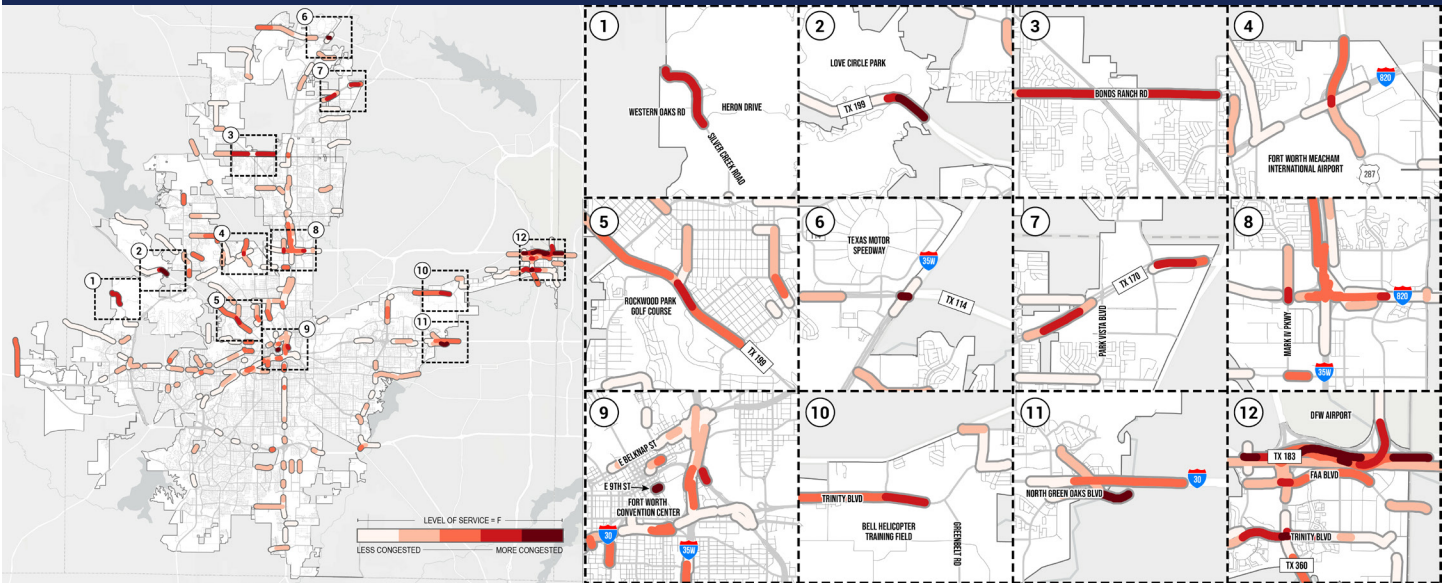 6
7
3
4
8
12
2
1
10
5
11
9
LEVEL OF SERVICE = F
LESS CONGESTED
MORE CONGESTED
1
WESTERN OAKS RD
HERON DRIVE
SILVER CREEK ROAD
2
LOVE CIRCLE PARK
TX 199
3
BONDS RANCH RD
4
820
FORT WORTH MEACHAM
INTERNATIONAL AIRPORT
287
5
ROCKWOOD PARK
GOLF COURSE
TX 199
6
TEXAS MOTOR
SPEEDWAY
35W
TX 114
7
TX 170
PARK VISTA BLVD
8
MARK IV PKWY
820
35W
9
E BELKNAP ST
E 9TH ST
FORT WORTH
CONVENTION CENTER
30
35W
10
TRINITY BLVD
BELL HELICOPTER
TRAINING FIELD
GREENBELT RD
11
30
NORTH GREEN OAKS BLVD
12
DFW AIRPORT
TX 183
FAA BLVD
TRINITY BLVD
TX 360